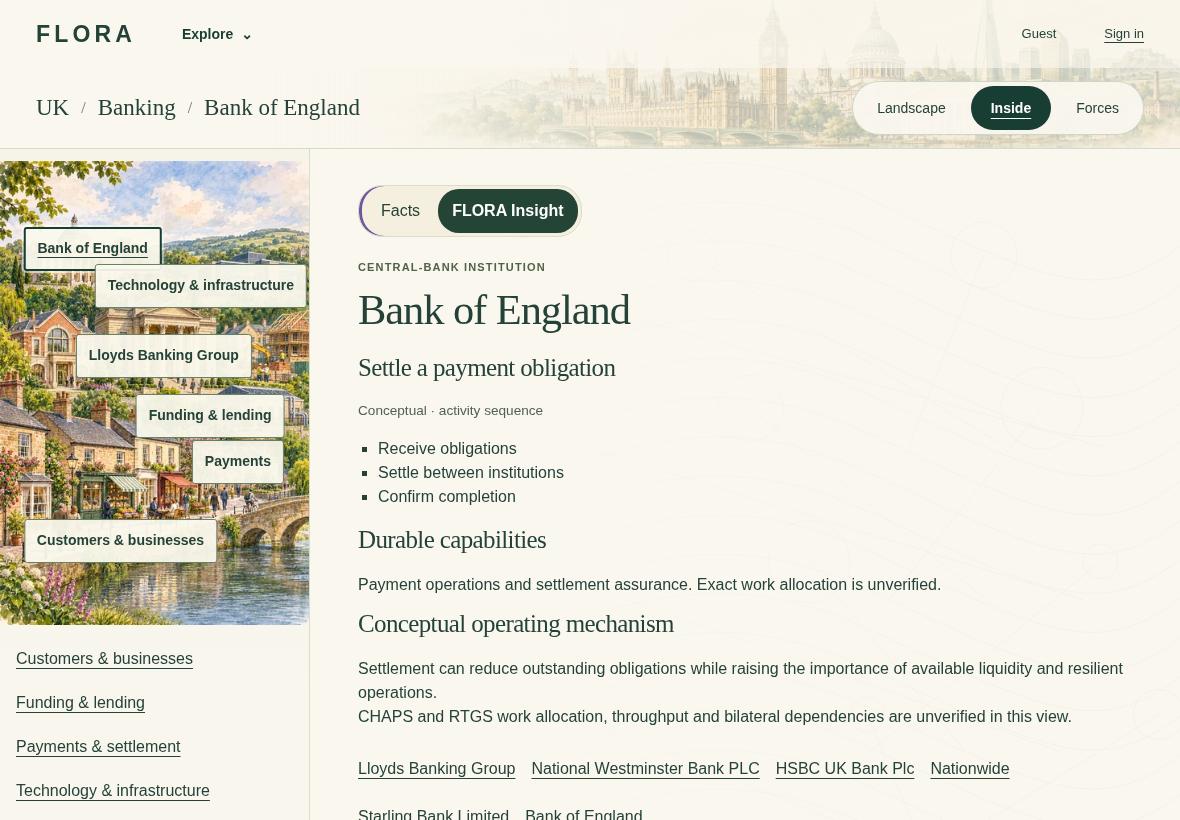 FLORA
Explore
Guest
Sign in
UK / Banking / Bank of England
Landscape
Inside
Forces
Bank of England
Technology & infrastructure
Lloyds Banking Group
Funding & lending
Payments
Customers & businesses
Customers & businesses
Funding & lending
Payments & settlement
Technology & infrastructure
Facts
FLORA Insight
CENTRAL-BANK INSTITUTION
Bank of England
Settle a payment obligation
Conceptual · activity sequence
Receive obligations
Settle between institutions
Confirm completion
Durable capabilities
Payment operations and settlement assurance. Exact work allocation is unverified.
Conceptual operating mechanism
Settlement can reduce outstanding obligations while raising the importance of available liquidity and resilient
operations.
CHAPS and RTGS work allocation, throughput and bilateral dependencies are unverified in this view.
Lloyds Banking Group National Westminster Bank PLC HSBC UK Bank Plc Nationwide
Starling Bank Limited Bank of England